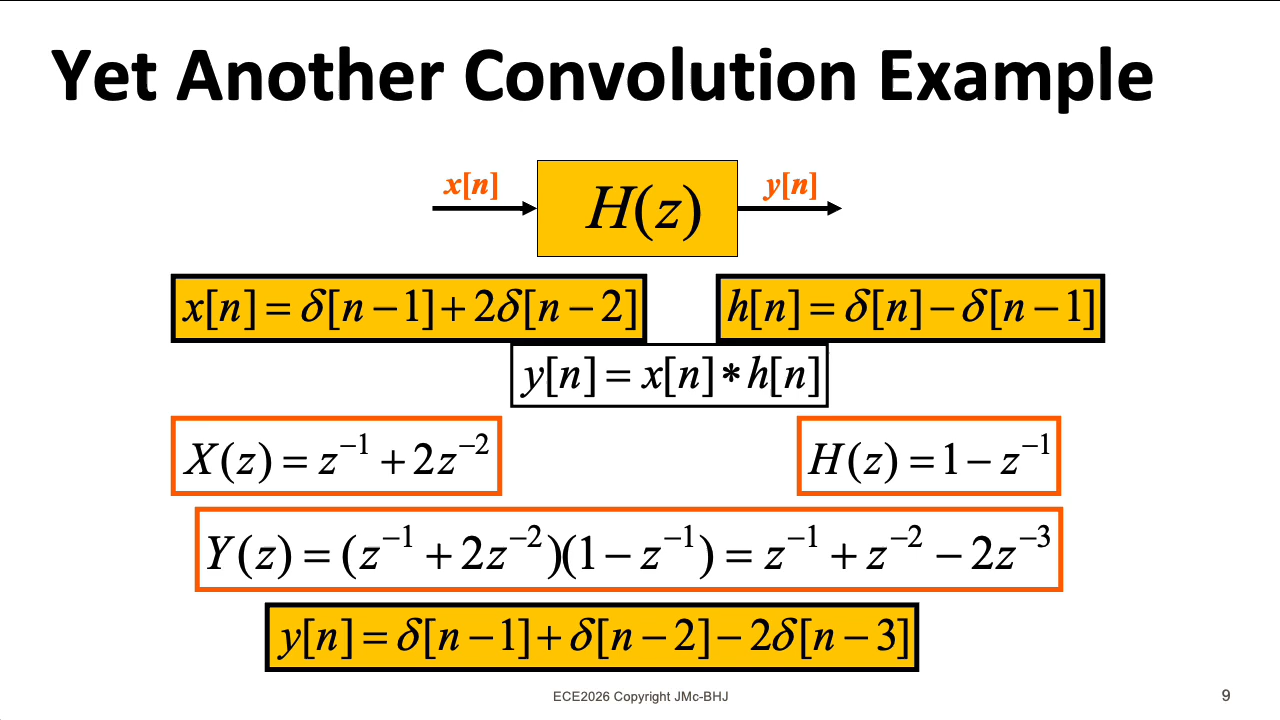 Yet Another Convolution Example
x[n]
H(z)
y[n]
x[n] = δ[n − 1] + 2δ[n − 2]
h[n] = δ[n] − δ[n − 1]
y[n] = x[n] * h[n]
X(z) = z⁻¹ + 2z⁻²
H(z) = 1 − z⁻¹
Y(z) = (z⁻¹ + 2z⁻²)(1 − z⁻¹) = z⁻¹ + z⁻² − 2z⁻³
y[n] = δ[n − 1] + δ[n − 2] − 2δ[n − 3]
ECE2026 Copyright JMc-BHJ
9